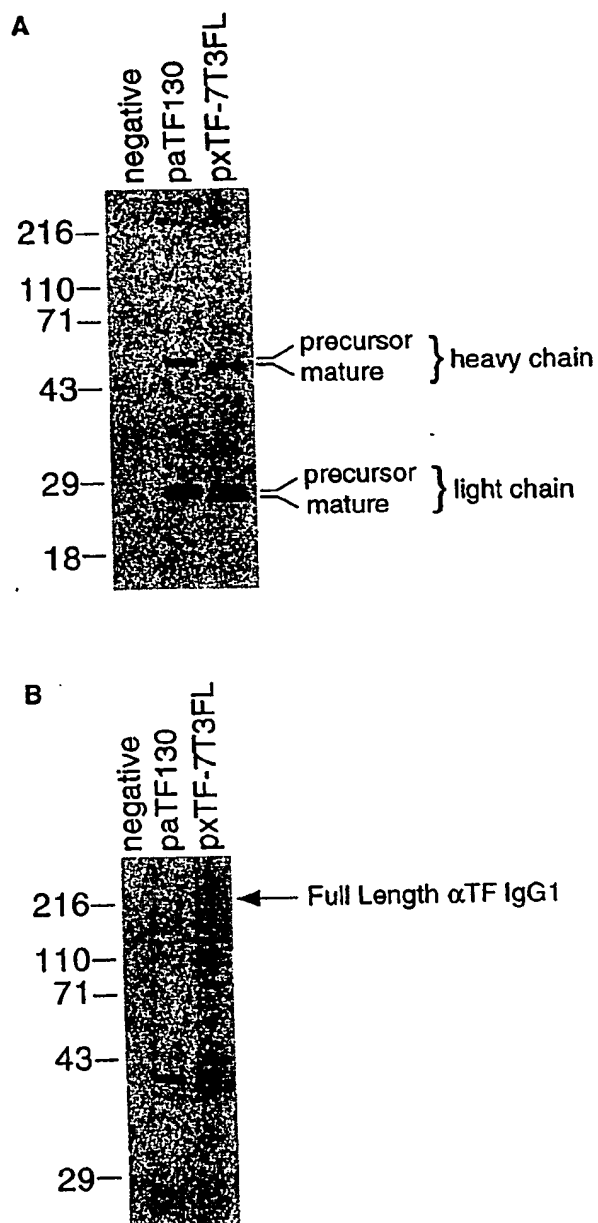 A
negative
paTF130
pxTF-7T3FL
216
110
71
43
29
18
precursor
mature
heavy chain
precursor
mature
light chain
B
negative
paTF130
pxTF-7T3FL
216
110
71
43
29
Full Length αTF IgG1